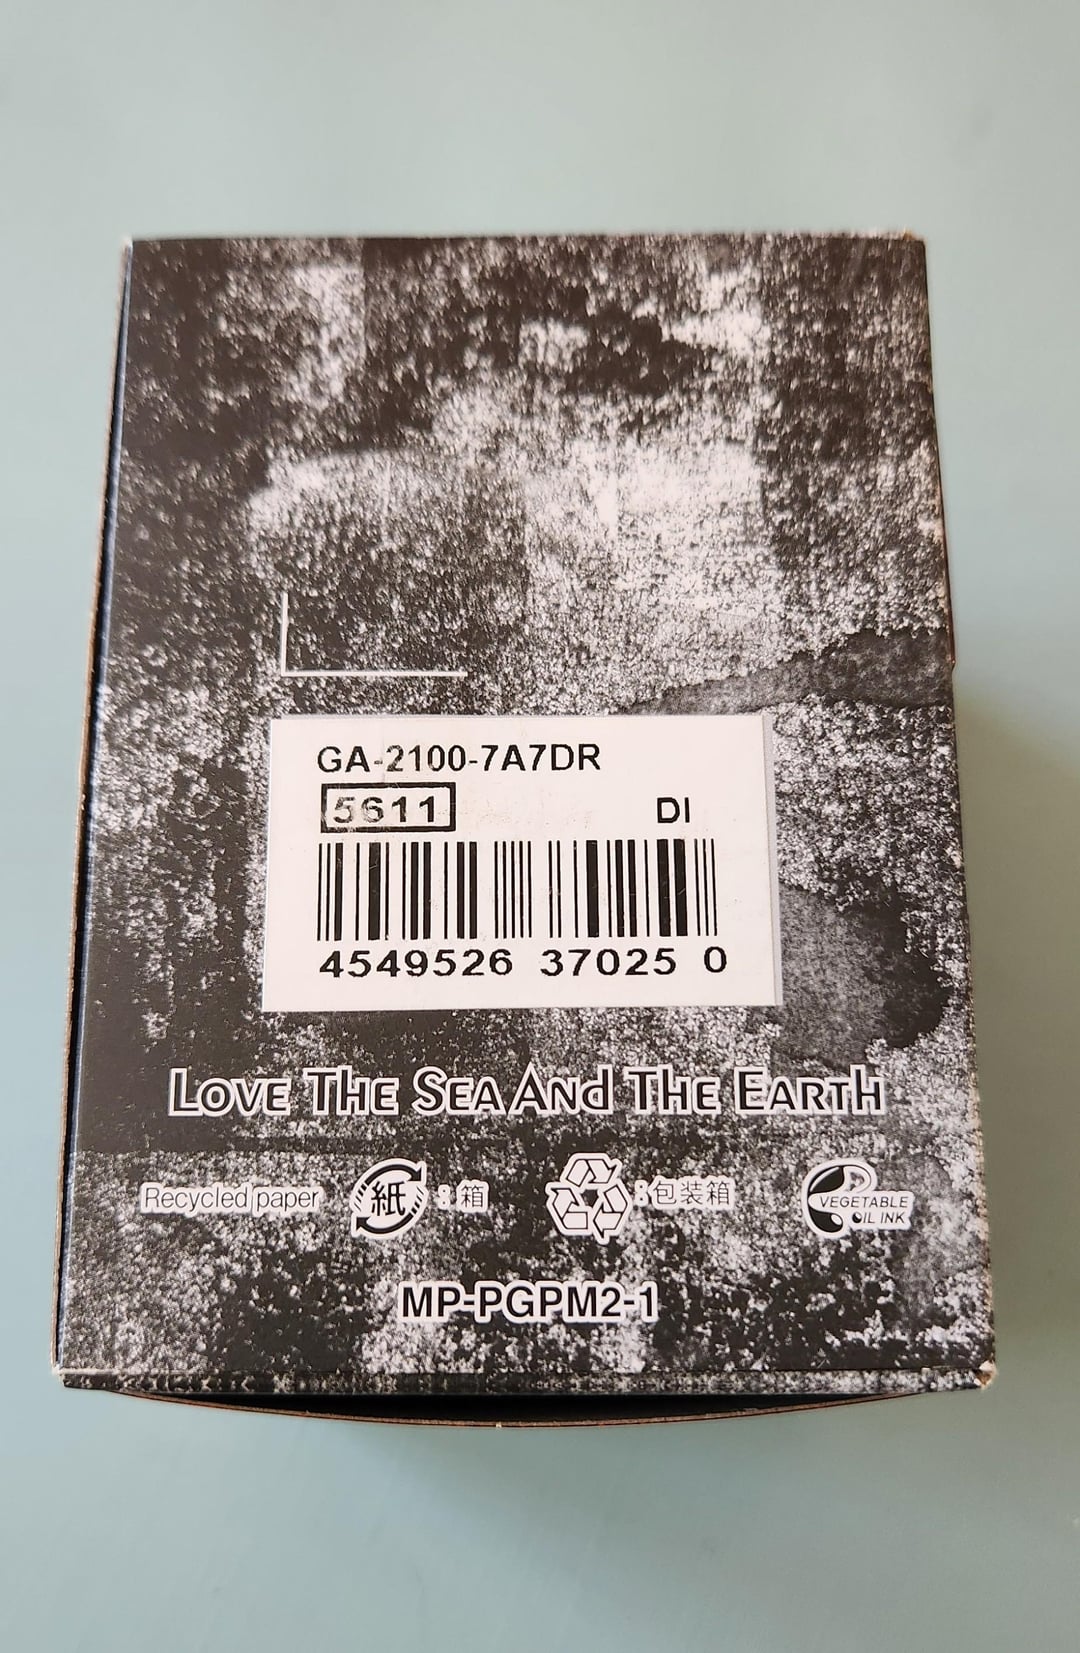 GA-2100-7A7DR
5611 DI
4549526 37025 0
LOVE THE SEA AND THE EARTH
Recycled paper 紙 : 箱 : 包装箱 VEGETABLE OIL INK
MP-PGPM2-1